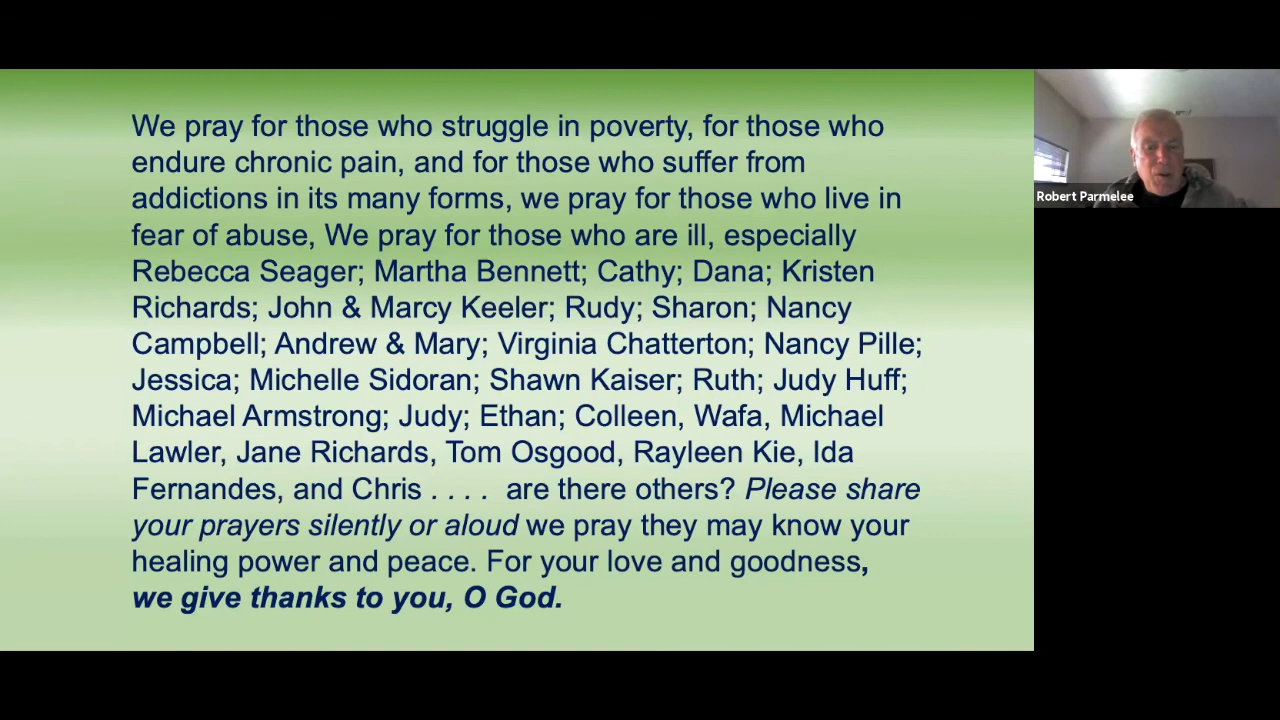 We pray for those who struggle in poverty, for those who
endure chronic pain, and for those who suffer from
addictions in its many forms, we pray for those who live in
fear of abuse, We pray for those who are ill, especially
Rebecca Seager; Martha Bennett; Cathy; Dana; Kristen
Richards; John & Marcy Keeler; Rudy; Sharon; Nancy
Campbell; Andrew & Mary; Virginia Chatterton; Nancy Pille;
Jessica; Michelle Sidoran; Shawn Kaiser; Ruth; Judy Huff;
Michael Armstrong; Judy; Ethan; Colleen, Wafa, Michael
Lawler, Jane Richards, Tom Osgood, Rayleen Kie, Ida
Fernandes, and Chris . . . . are there others? Please share
your prayers silently or aloud we pray they may know your
healing power and peace. For your love and goodness,
we give thanks to you, O God.
Robert Parmelee